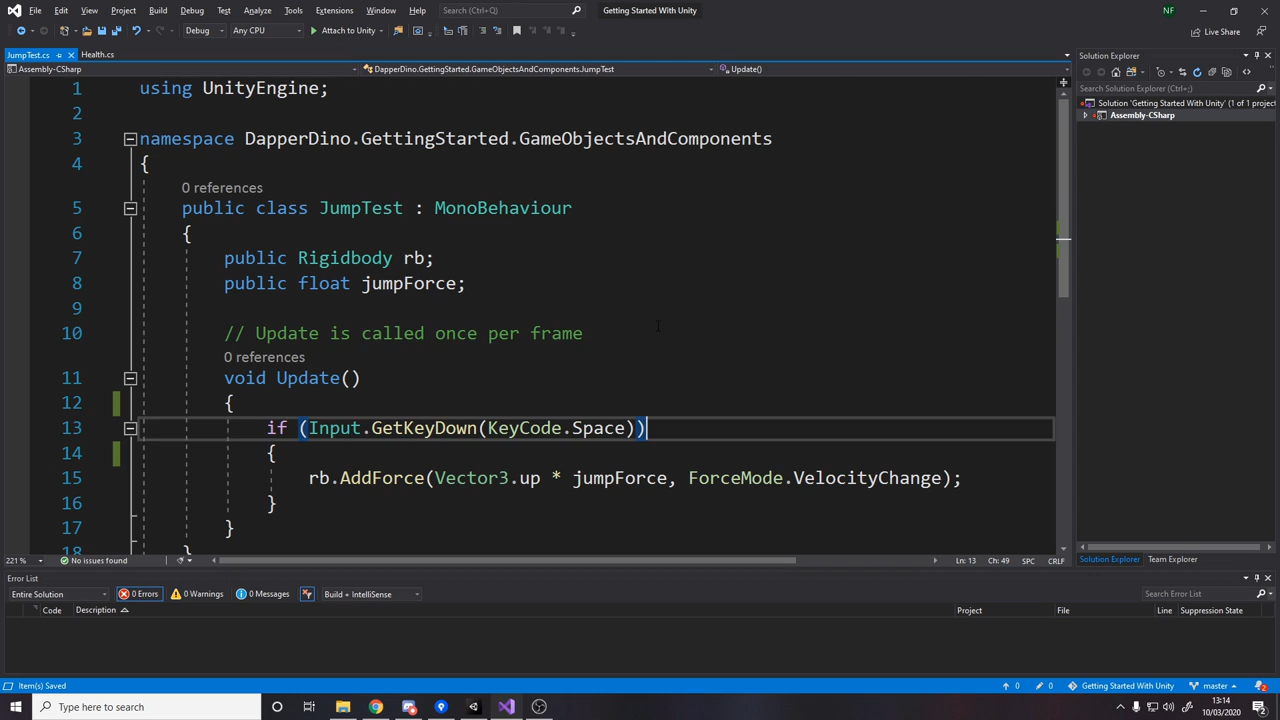 File Edit View Project Build Debug Test Analyze Tools Extensions Window Help Search (Ctrl+Q) Getting Started With Unity NF
Debug Any CPU Attach to Unity Live Share
JumpTest.cs Health.cs Solution Explorer
Assembly-CSharp DapperDino.GettingStarted.GameObjectsAndComponents.JumpTest Update()
Search Solution Explorer (Ctrl+;)
Solution 'Getting Started With Unity' (1 of 1 project
Assembly-CSharp
1 using UnityEngine;
2
3 namespace DapperDino.GettingStarted.GameObjectsAndComponents
4 {
0 references
5 public class JumpTest : MonoBehaviour
6 {
7 public Rigidbody rb;
8 public float jumpForce;
9
10 // Update is called once per frame
0 references
11 void Update()
12 {
13 if (Input.GetKeyDown(KeyCode.Space))
14 {
15 rb.AddForce(Vector3.up * jumpForce, ForceMode.VelocityChange);
16 }
17 }
18 }
221 % No issues found Ln: 13 Ch: 49 SPC CRLF
Solution Explorer Team Explorer
Error List
Entire Solution 0 Errors 0 Warnings 0 Messages Build + IntelliSense Search Error List
Code Description Project File Line Suppression State
Item(s) Saved 0 0 Getting Started With Unity master 2
Type here to search 13:14
10/03/2020 2